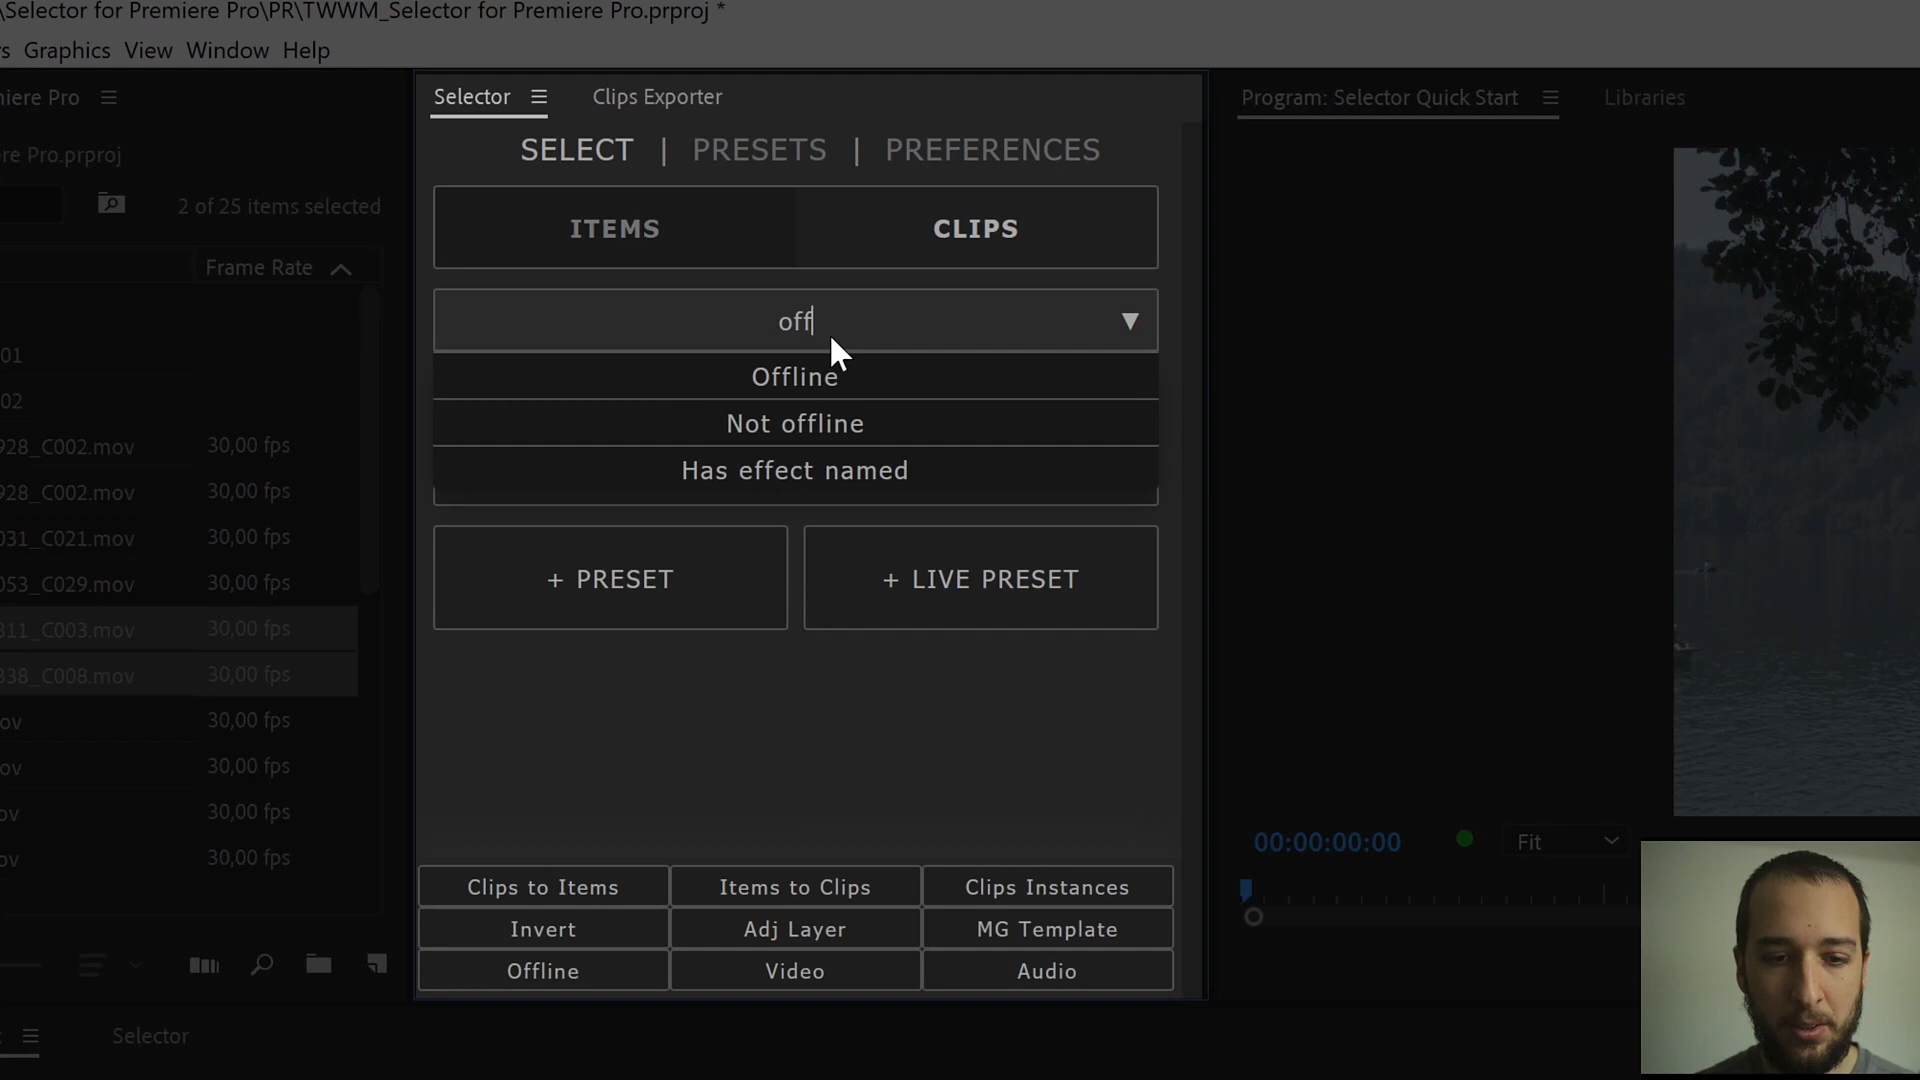 \Selector for Premiere Pro\PR\TWWM_Selector for Premiere Pro.prproj *
s Graphics View Window Help
niere Pro
Selector Clips Exporter
Program: Selector Quick Start Libraries
re Pro.prproj
SELECT | PRESETS | PREFERENCES
2 of 25 items selected
ITEMS CLIPS
Frame Rate
off
01
Offline
02
Not offline
928_C002.mov 30,00 fps
Has effect named
928_C002.mov 30,00 fps
031_C021.mov 30,00 fps
053_C029.mov 30,00 fps
+ PRESET + LIVE PRESET
811_C003.mov 30,00 fps
838_C008.mov 30,00 fps
ov 30,00 fps
ov 30,00 fps
ov 30,00 fps
ov 30,00 fps
00:00:00:00 Fit
Clips to Items Items to Clips Clips Instances
Invert Adj Layer MG Template
Offline Video Audio
Selector